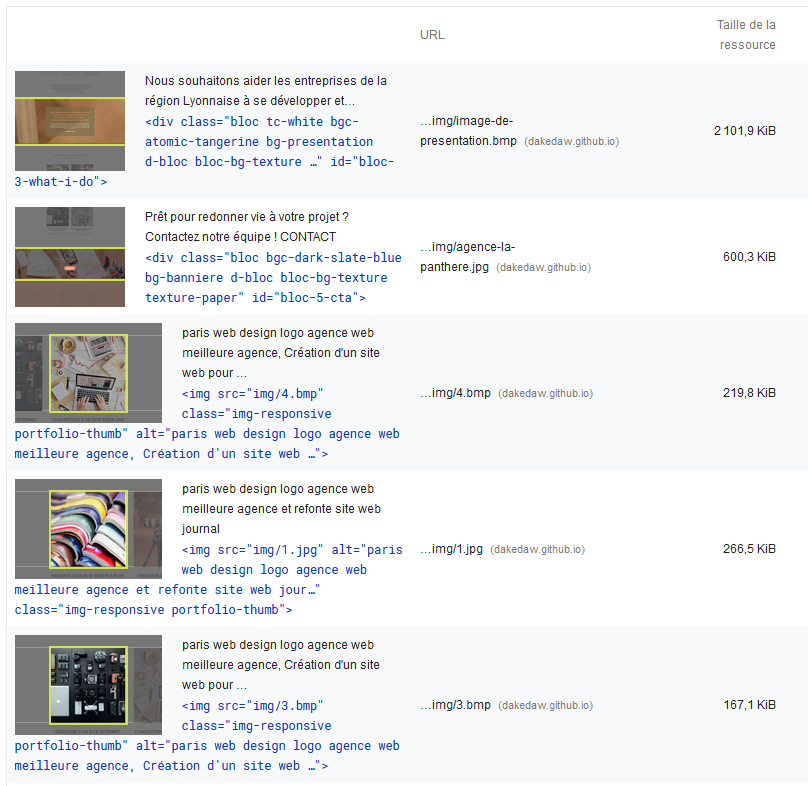 URL
Taille de la
ressource
Nous souhaitons aider les entreprises de la
région Lyonnaise à se développer et…
<div class="bloc tc-white bgc-
atomic-tangerine bg-presentation
d-bloc bloc-bg-texture …" id="bloc-
3-what-i-do">
…img/image-de-
presentation.bmp (dakedaw.github.io)
2 101,9 KiB
Prêt pour redonner vie à votre projet ?
Contactez notre équipe ! CONTACT
<div class="bloc bgc-dark-slate-blue
bg-banniere d-bloc bloc-bg-texture
texture-paper" id="bloc-5-cta">
…img/agence-la-
panthere.jpg (dakedaw.github.io)
600,3 KiB
paris web design logo agence web
meilleure agence, Création d'un site
web pour …
<img src="img/4.bmp"
class="img-responsive
portfolio-thumb" alt="paris web design logo agence web
meilleure agence, Création d'un site web …">
…img/4.bmp (dakedaw.github.io)
219,8 KiB
paris web design logo agence web
meilleure agence et refonte site web
journal
<img src="img/1.jpg" alt="paris
web design logo agence web
meilleure agence et refonte site web jour…"
class="img-responsive portfolio-thumb">
…img/1.jpg (dakedaw.github.io)
266,5 KiB
paris web design logo agence web
meilleure agence, Création d'un site
web pour …
<img src="img/3.bmp"
class="img-responsive
portfolio-thumb" alt="paris web design logo agence web
meilleure agence, Création d'un site web …">
…img/3.bmp (dakedaw.github.io)
167,1 KiB